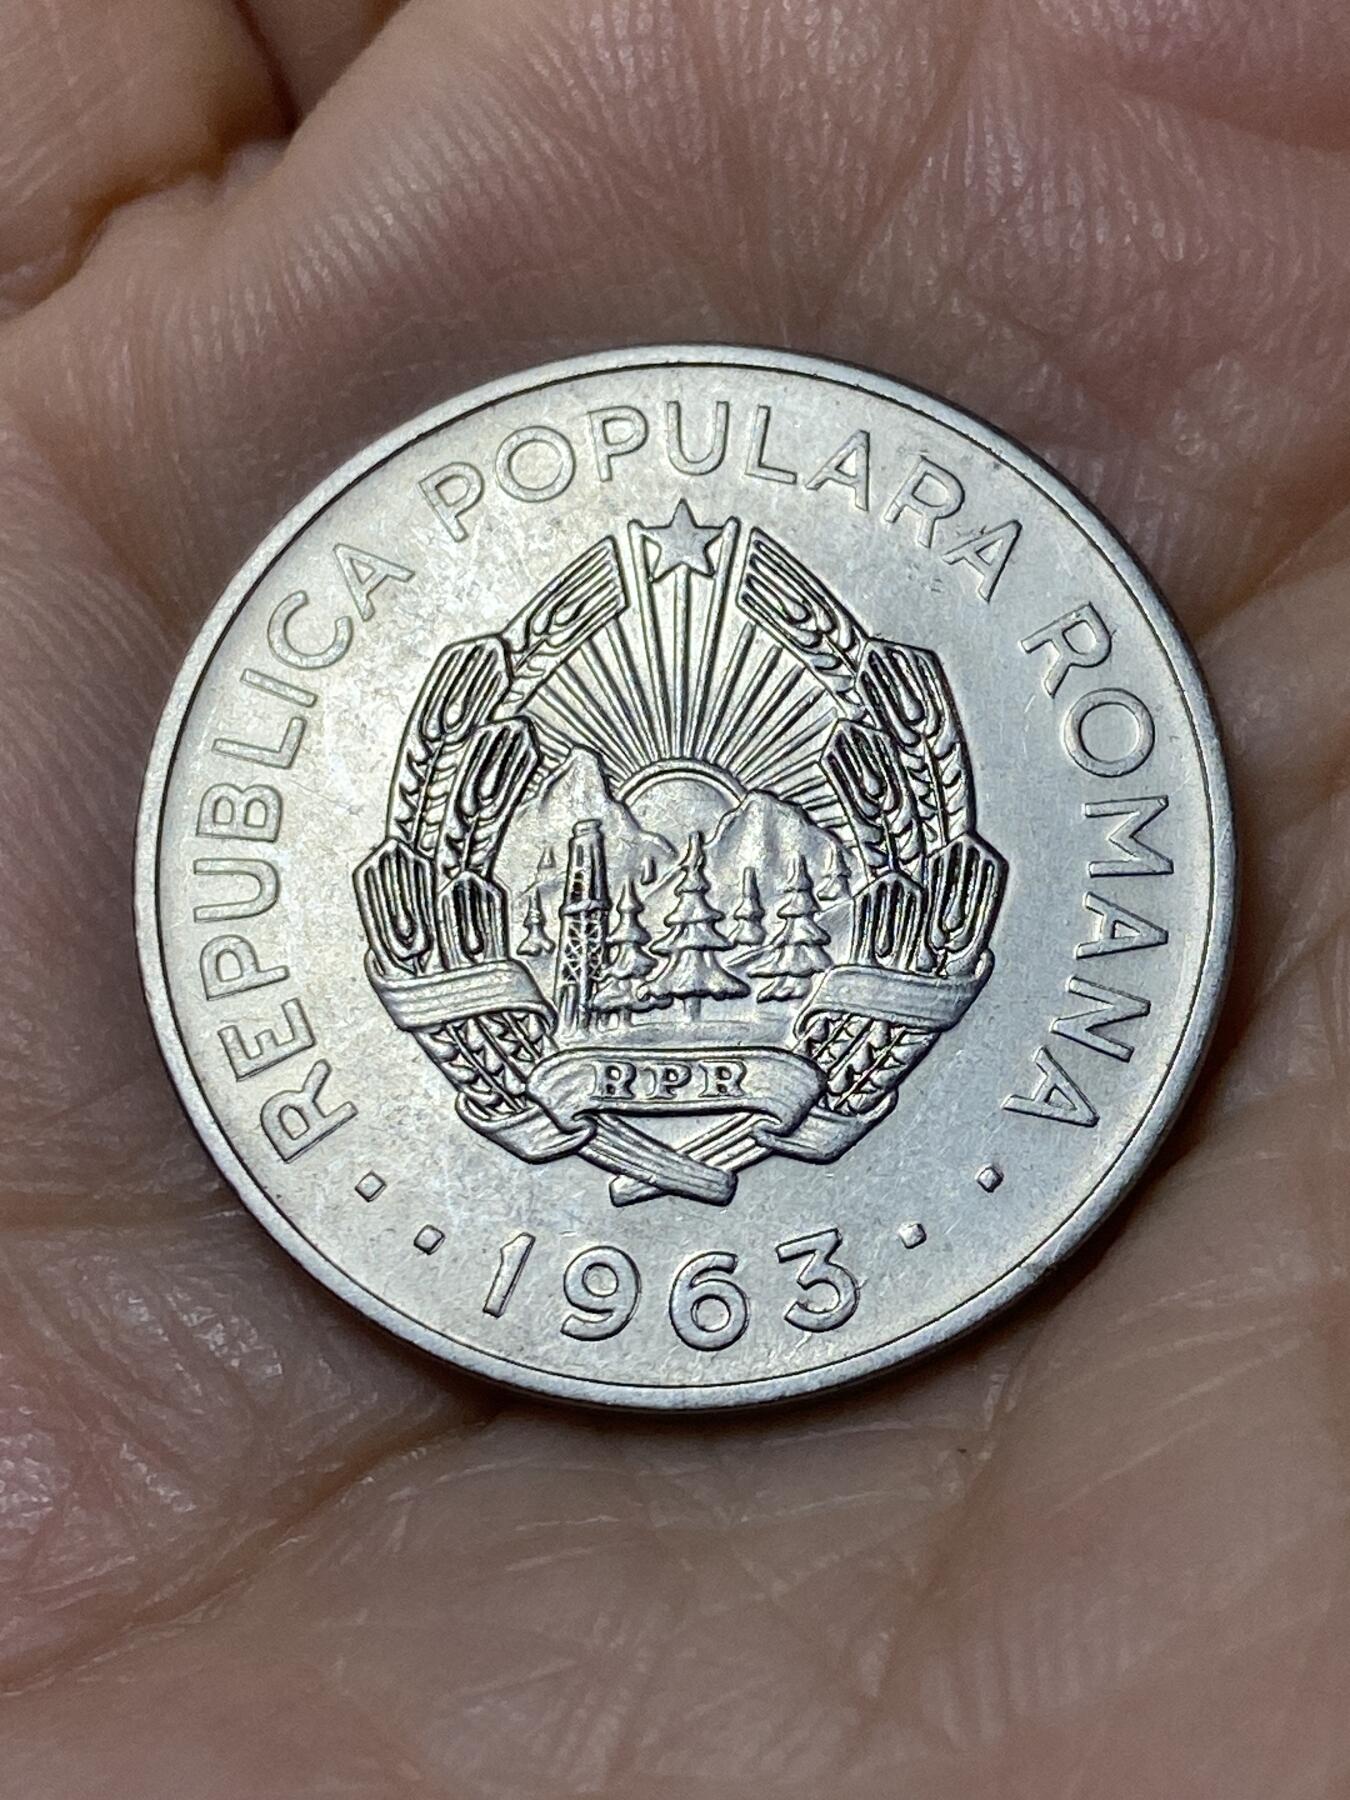 REPUBLICA POPULARA ROMANA
RPR
1963